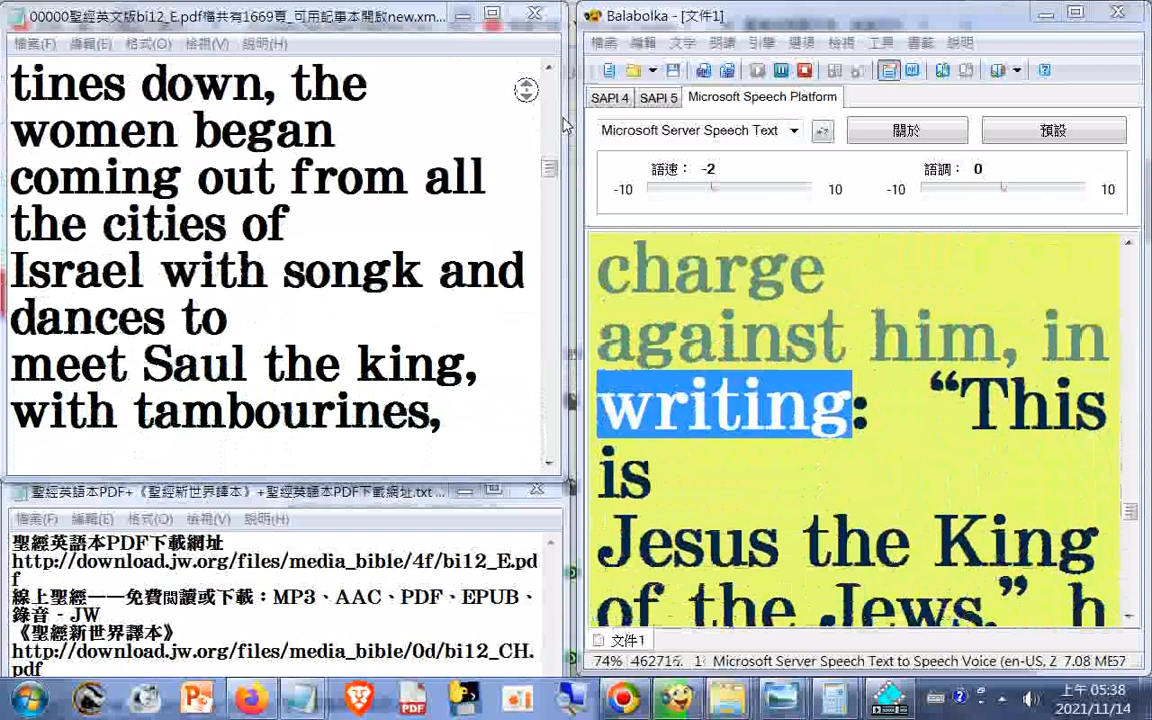 00000聖經英文版bi12_E.pdf檔共有1669頁_可用記事本開啟new.xm...
檔案(F) 編輯(E) 格式(O) 檢視(V) 說明(H)
tines down, the
women began
coming out from all
the cities of
Israel with songk and
dances to
meet Saul the king,
with tambourines,
聖經英語本PDF+《聖經新世界譯本》+聖經英語本PDF下載網址.txt ...
檔案(F) 編輯(E) 格式(O) 檢視(V) 說明(H)
聖經英語本PDF下載網址
http://download.jw.org/files/media_bible/4f/bi12_E.pd
f
線上聖經——免費閱讀或下載：MP3、AAC、PDF、EPUB、
錄音 - JW
《聖經新世界譯本》
http://download.jw.org/files/media_bible/0d/bi12_CH.
pdf
Balabolka - [文件1]
檔案 編輯 文字 朗讀 引擎 選項 檢視 工具 書籤 說明
SAPI 4 SAPI 5 Microsoft Speech Platform
Microsoft Server Speech Text 關於 預設
語速： -2 語調： 0
-10 10 -10 10
charge
against him, in
writing: “This
is
Jesus the King
of the Jews.” h
文件1
74% Microsoft Server Speech Text to Speech Voice (en-US, Z 7.08 ME
上午 05:38
2021/11/14